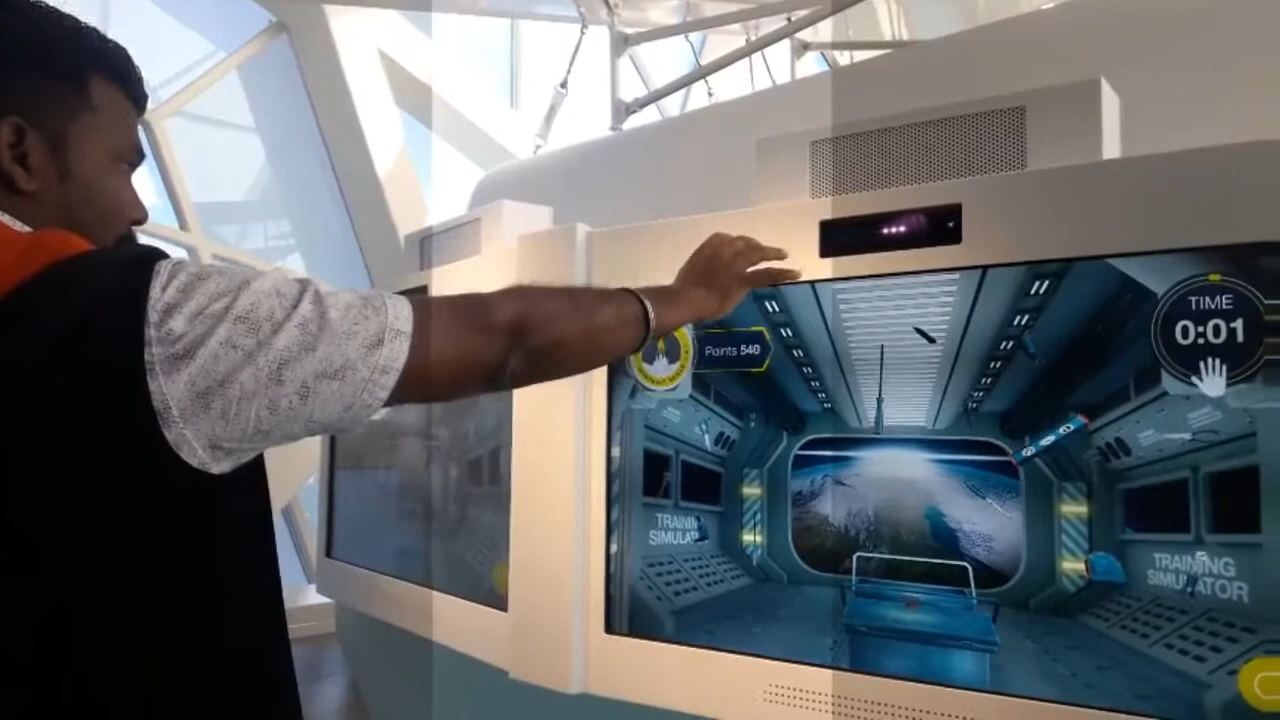 TIME
0:01
Points 540
TRAINING
SIMULATOR
TRAINING
SIMULATOR